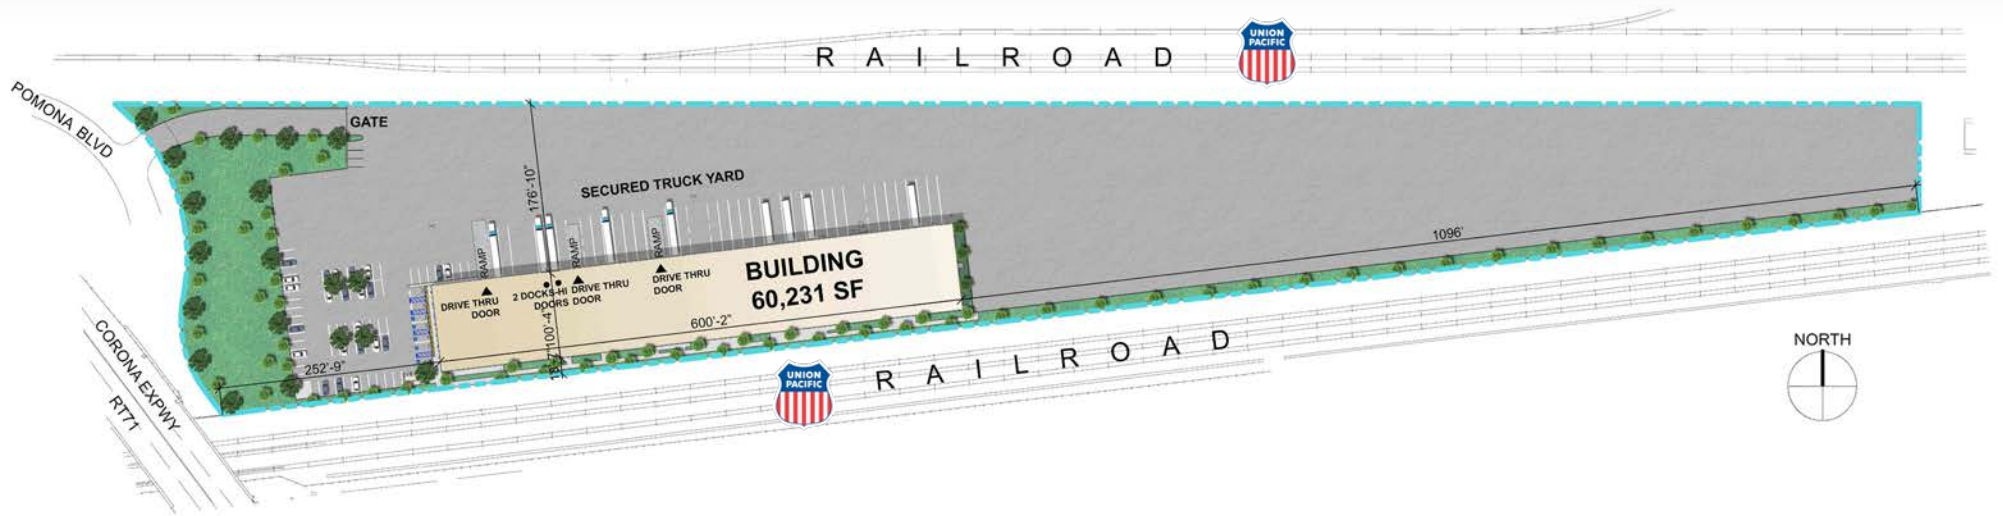 UNION
PACIFIC
RAILROAD
POMONA BLVD
GATE
176'-10"
SECURED TRUCK YARD
RAMP
RAMP
RAMP
1096'
BUILDING
60,231 SF
DRIVE THRU
DOOR
2 DOCKS-HI
DOORS
DRIVE THRU
DOOR
DRIVE THRU
DOOR
600'-2"
252'-9"
NORTH
RAILROAD
UNION
PACIFIC
CORONA EXPWY
RT71